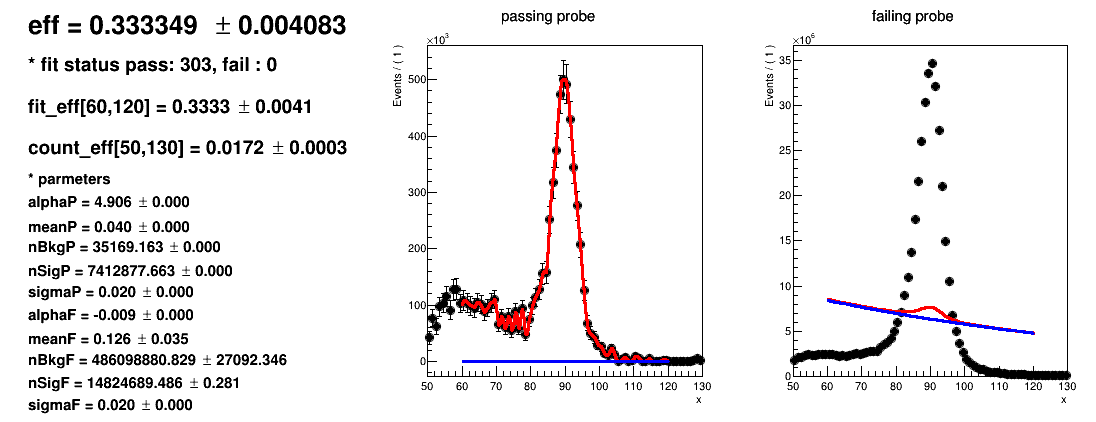 eff = 0.333349 ± 0.004083
* fit status pass: 303, fail : 0
fit_eff[60,120] = 0.3333 ± 0.0041
count_eff[50,130] = 0.0172 ± 0.0003
* parmeters
alphaP = 4.906 ± 0.000
meanP = 0.040 ± 0.000
nBkgP = 35169.163 ± 0.000
nSigP = 7412877.663 ± 0.000
sigmaP = 0.020 ± 0.000
alphaF = -0.009 ± 0.000
meanF = 0.126 ± 0.035
nBkgF = 486098880.829 ± 27092.346
nSigF = 14824689.486 ± 0.281
sigmaF = 0.020 ± 0.000
passing probe
×10³
Events / ( 1 )
500
400
300
200
100
0
50 60 70 80 90 100 110 120 130
x
failing probe
×10⁶
Events / ( 1 )
35
30
25
20
15
10
5
0
50 60 70 80 90 100 110 120 130
x